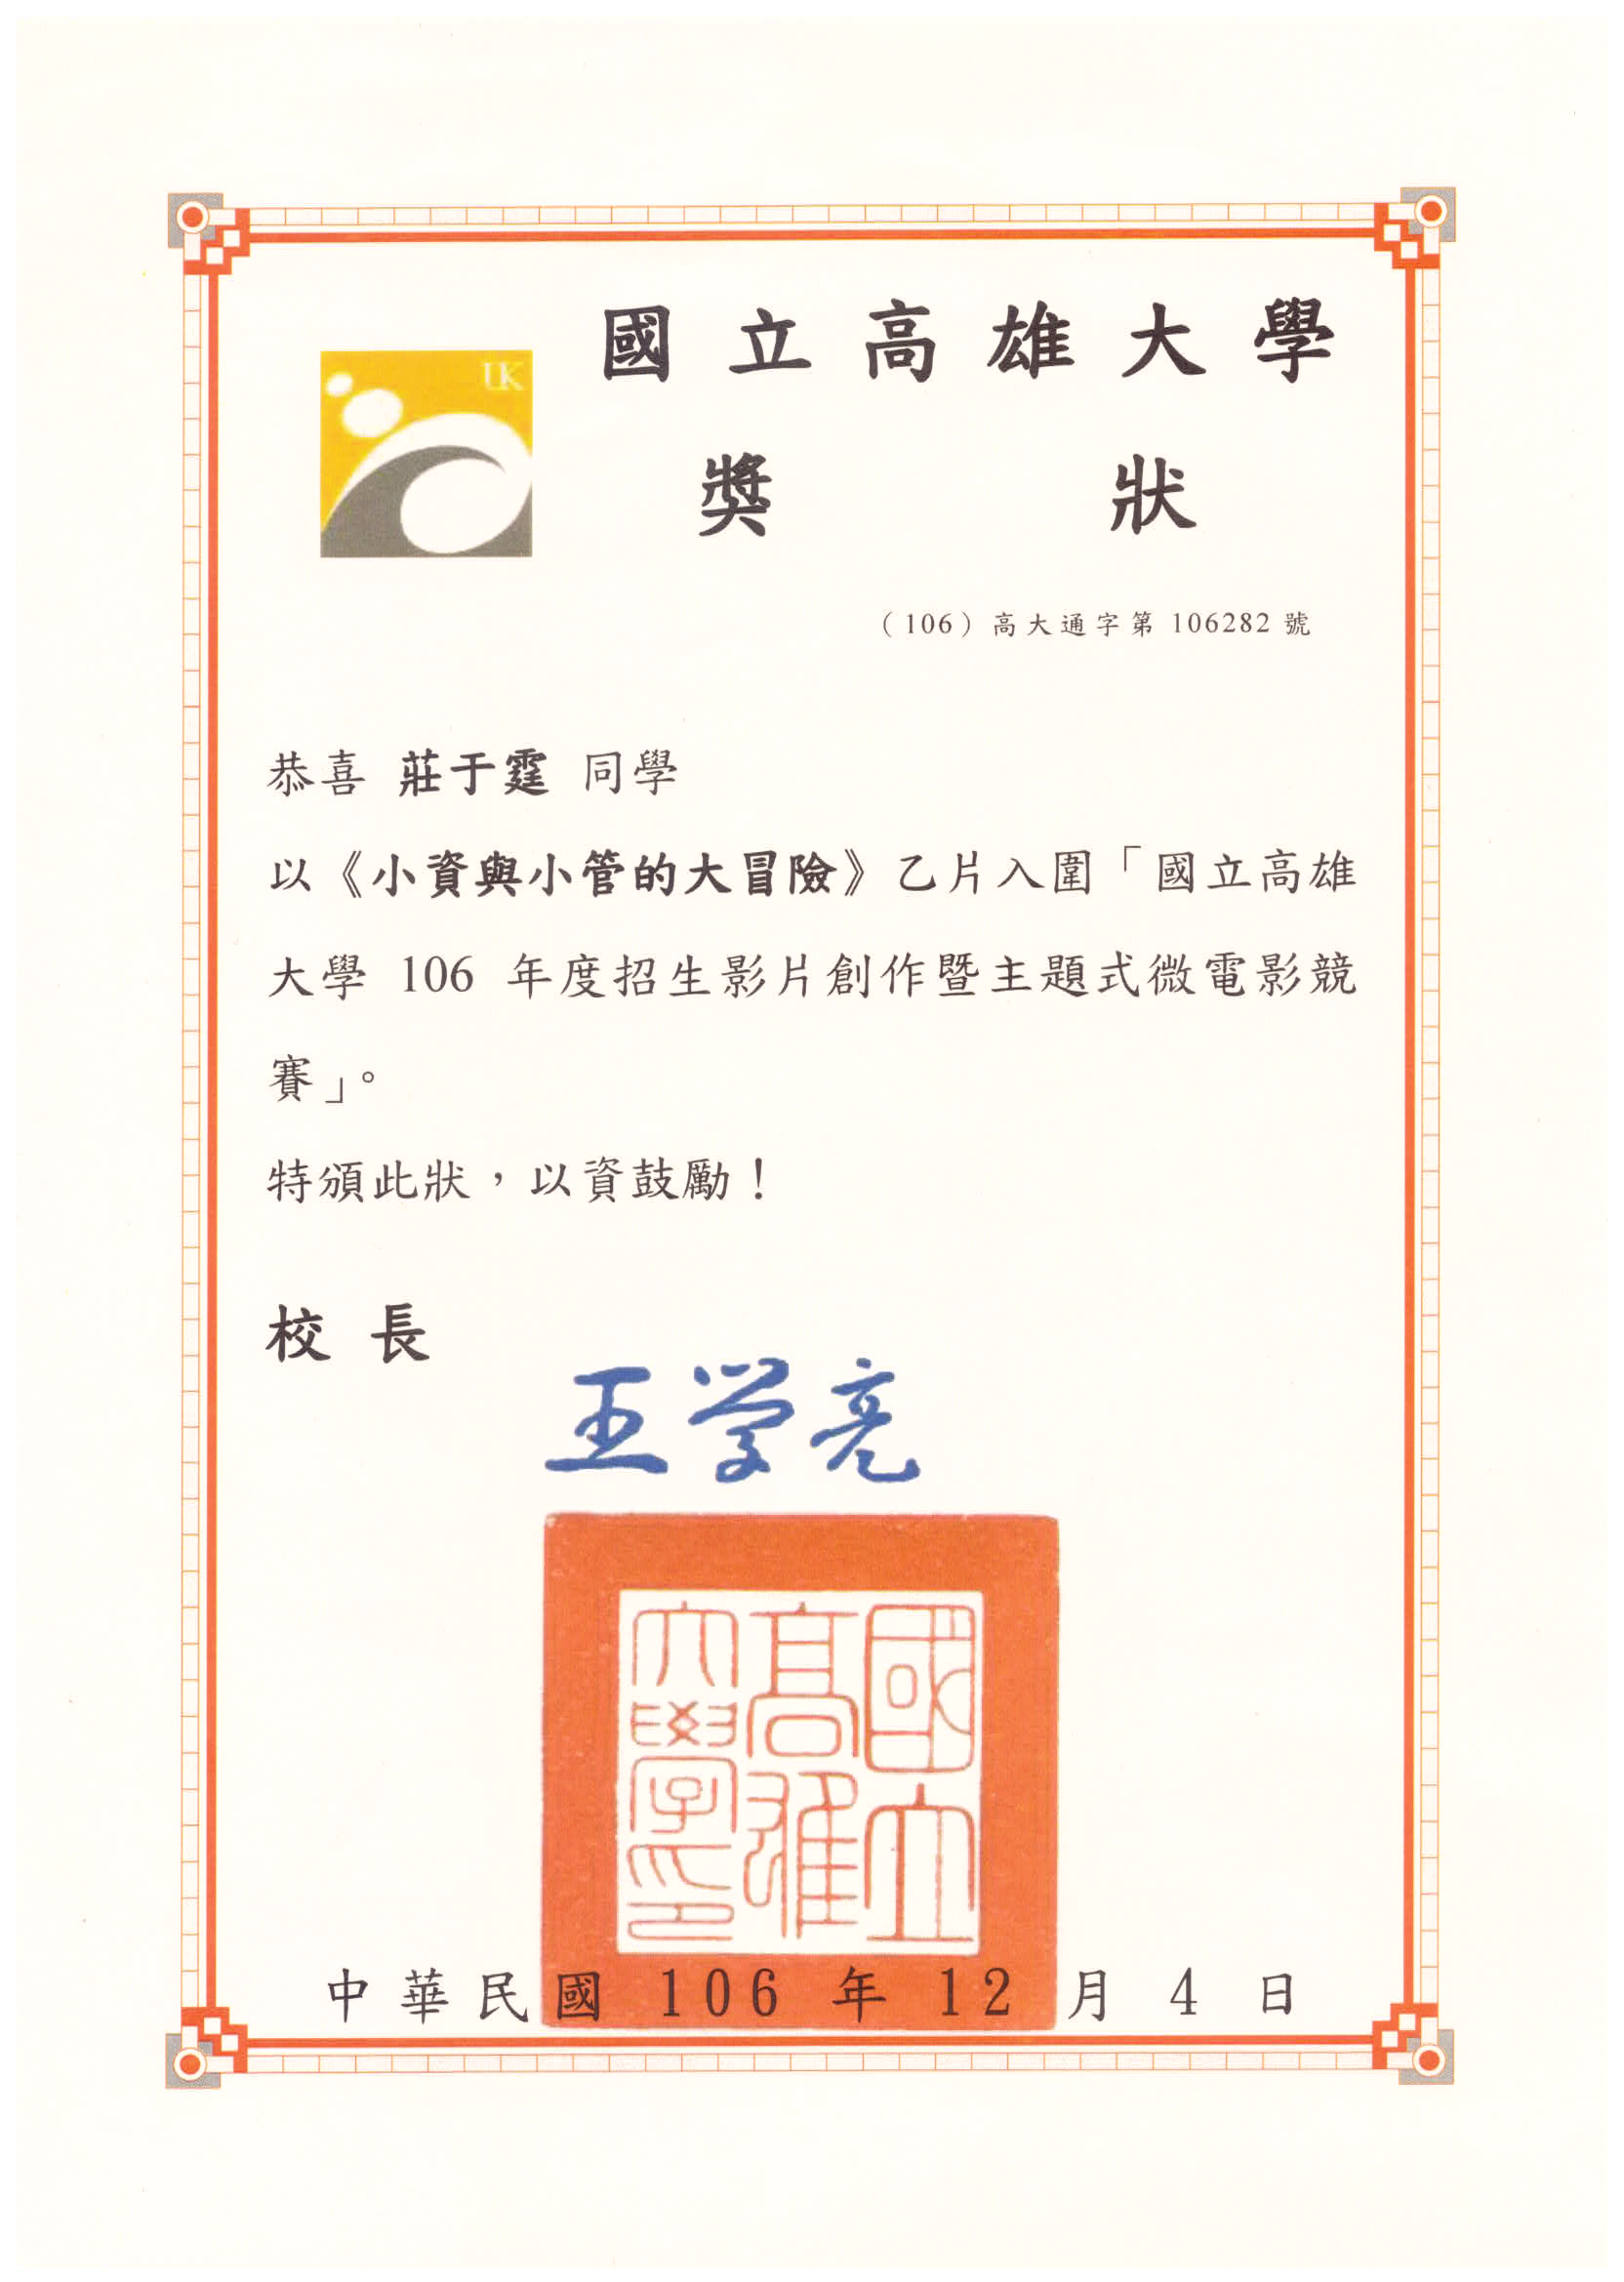 國立高雄大學
UK
獎狀
（106）高大通字第 106282 號
恭喜 莊于霆 同學
以《小資與小管的大冒險》乙片入圍「國立高雄
大學 106 年度招生影片創作暨主題式微電影競
賽」。
特頒此狀，以資鼓勵！
校長
王学亮
國立
高雄
大學印
中華民國 106 年 12 月 4 日